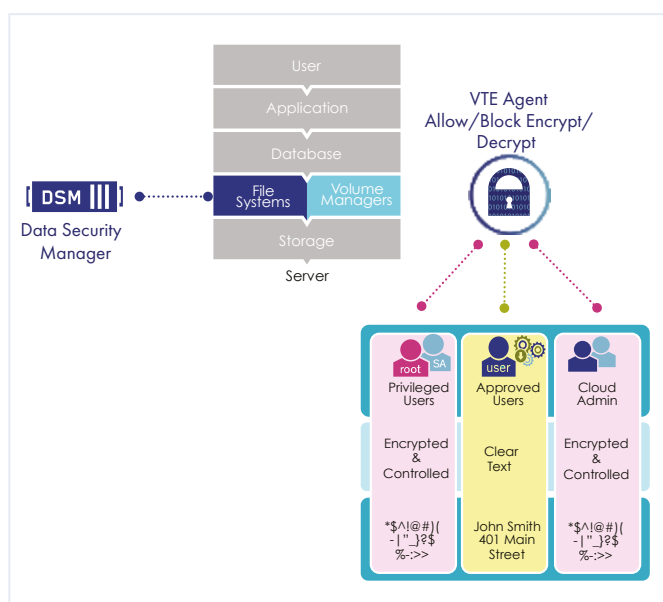 User
Application
Database
File
Systems
Volume
Managers
Storage
Server
DSM
Data Security
Manager
VTE Agent
Allow/Block Encrypt/
Decrypt
root
SA
Privileged
Users
Encrypted
&
Controlled
*$^!@#)(
-|"_}?$
%-:>>
user
Approved
Users
Clear
Text
John Smith
401 Main
Street
Cloud
Admin
Encrypted
&
Controlled
*$^!@#)(
-|"_}?$
%-:>>